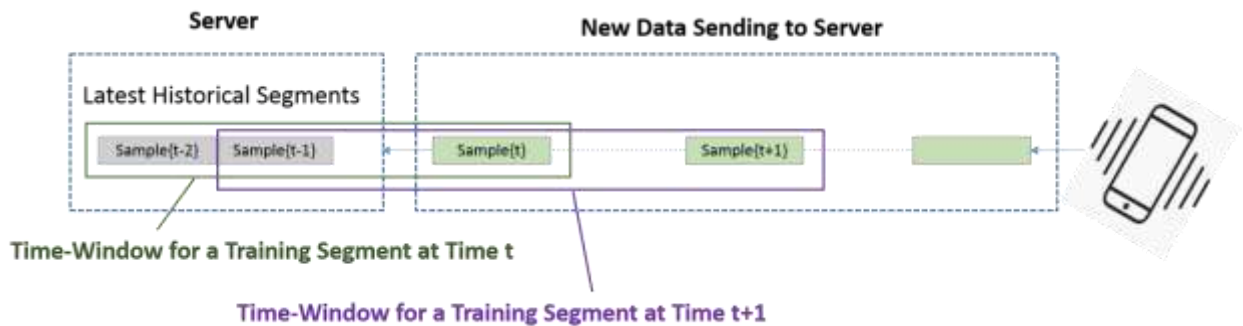 Server
New Data Sending to Server
Latest Historical Segments
Sample{t-2} Sample{t-1} Sample{t} Sample{t+1}
Time-Window for a Training Segment at Time t
Time-Window for a Training Segment at Time t+1